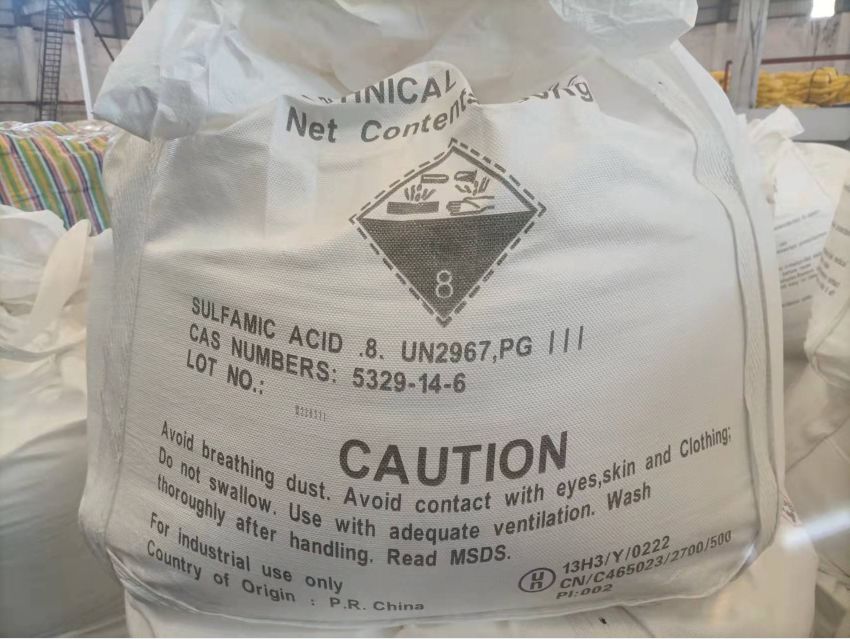 Net Content
8
SULFAMIC ACID .8. UN2967,PG III
CAS NUMBERS: 5329-14-6
LOT NO.:
CAUTION
Avoid breathing dust. Avoid contact with eyes,skin and Clothing;
Do not swallow. Use with adequate ventilation. Wash
thoroughly after handling. Read MSDS.
For industrial use only
Country of Origin : P.R. China
un
13H3/Y/0222
CN/C465023/2700/500
PI:002